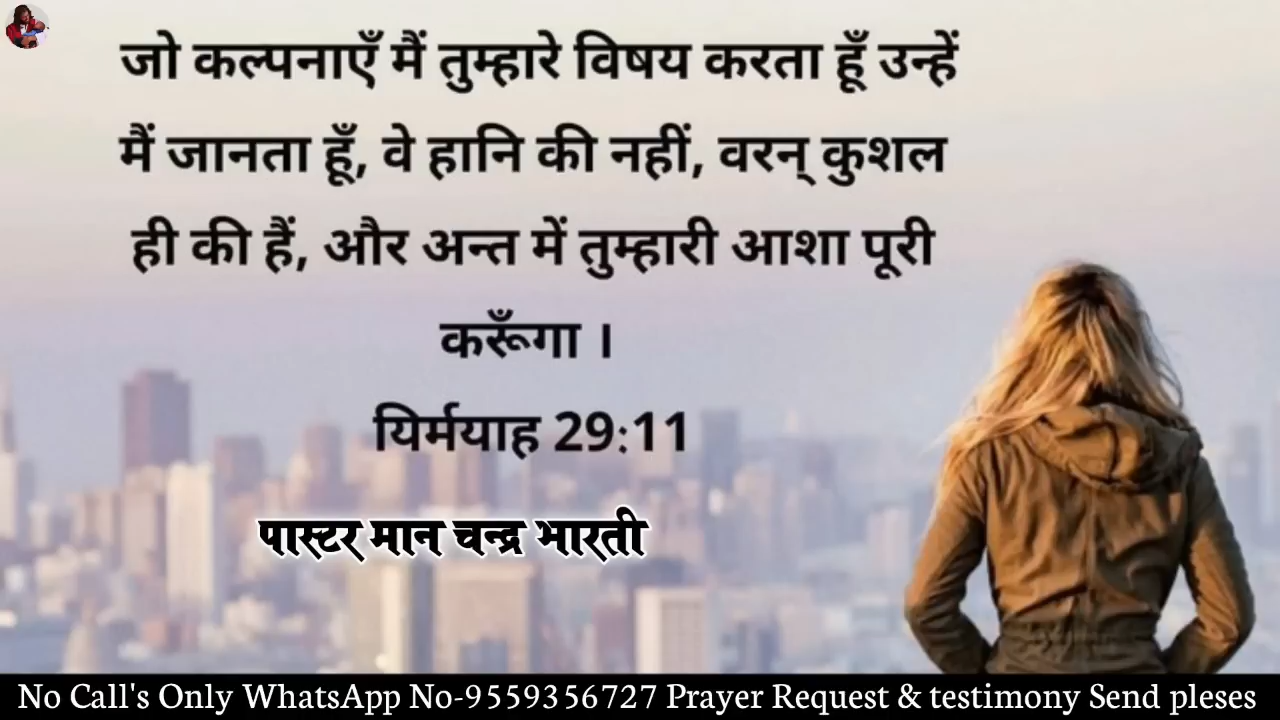 जो कल्पनाएँ मैं तुम्हारे विषय करता हूँ उन्हें
मैं जानता हूँ, वे हानि की नहीं, वरन् कुशल
ही की हैं, और अन्त में तुम्हारी आशा पूरी
करूँगा ।
यिर्मयाह 29:11
पास्टर मान चन्द्र भारती
No Call's Only WhatsApp No-9559356727 Prayer Request & testimony Send pleses